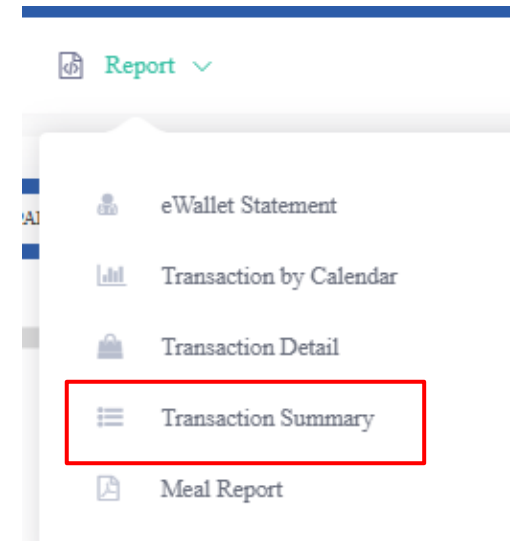 Report
eWallet Statement
Transaction by Calendar
Transaction Detail
Transaction Summary
Meal Report